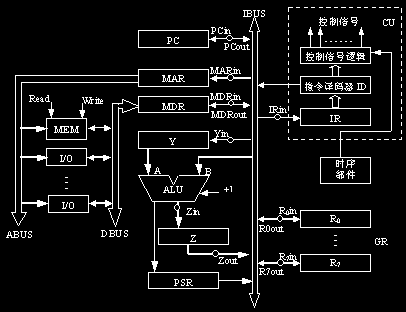 IBUS
控制信号
CU
PCin
PC
PCout
控制信号逻辑
MAR
MARin
指令译码器 ID
Read
Write
MDR
MDRin
MDRout
IRin
IR
MEM
Y
Yin
I/O
时序
部件
A
B
ALU
+1
I/O
Zin
R0in
R0
ABUS
DBUS
Z
R0out
GR
Zout
R7in
R7
PSR
R7out